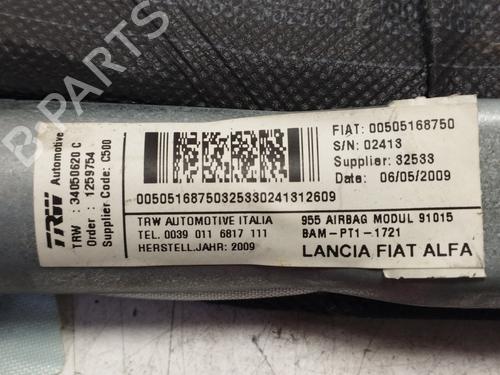 TRW Automotive
TRW : 34050620 C
Order : 1259754
Supplier Code: C500
00505168750325330241312609
TRW AUTOMOTIVE ITALIA
TEL. 0039 011 6817 111
HERSTELL.JAHR: 2009
FIAT: 00505168750
S/N: 02413
Supplier: 32533
Date: 06/05/2009
955 AIRBAG MODUL 91015
BAM-PT1-1721
LANCIA FIAT ALFA
B-PARTS